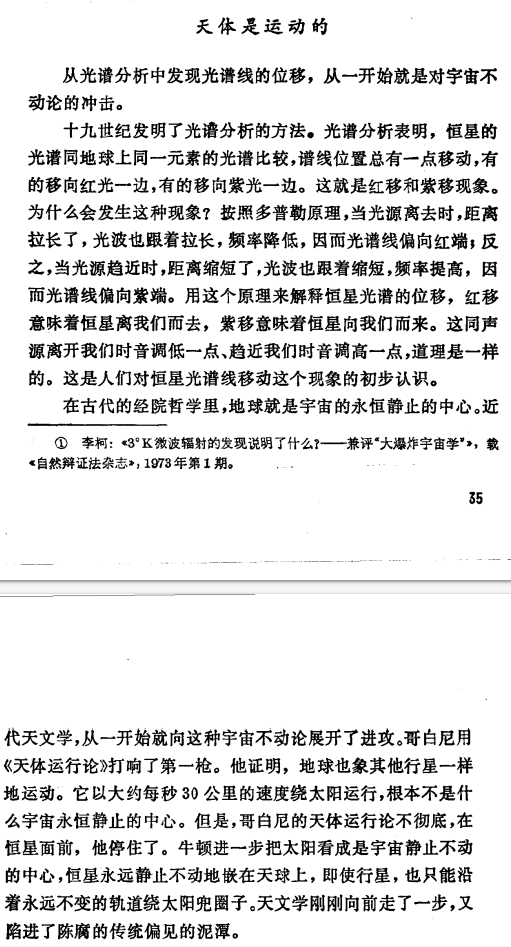 天体是运动的
从光谱分析中发现光谱线的位移，从一开始就是对宇宙不
动论的冲击。
十九世纪发明了光谱分析的方法。光谱分析表明，恒星的
光谱同地球上同一元素的光谱比较，谱线位置总有一点移动，有
的移向红光一边，有的移向紫光一边。这就是红移和紫移现象。
为什么会发生这种现象？按照多普勒原理，当光源离去时，距离
拉长了，光波也跟着拉长，频率降低，因而光谱线偏向红端；反
之，当光源趋近时，距离缩短了，光波也跟着缩短，频率提高，因
而光谱线偏向紫端。用这个原理来解释恒星光谱的位移，红移
意味着恒星离我们而去，紫移意味着恒星向我们而来。这同声
源离开我们时音调低一点、趋近我们时音调高一点，道理是一样
的。这是人们对恒星光谱线移动这个现象的初步认识。
在古代的经院哲学里，地球就是宇宙的永恒静止的中心。近
① 李柯：《3°K微波辐射的发现说明了什么？——兼评“大爆炸宇宙学”》，载
《自然辩证法杂志》，1973年第1期。
35
代天文学，从一开始就向这种宇宙不动论展开了进攻。哥白尼用
《天体运行论》打响了第一枪。他证明，地球也象其他行星一样
地运动。它以大约每秒30公里的速度绕太阳运行，根本不是什
么宇宙永恒静止的中心。但是，哥白尼的天体运行论不彻底，在
恒星面前，他停住了。牛顿进一步把太阳看成是宇宙静止不动
的中心，恒星永远静止不动地嵌在天球上，即使行星，也只能沿
着永远不变的轨道绕太阳兜圈子。天文学刚刚向前走了一步，又
陷进了陈腐的传统偏见的泥潭。